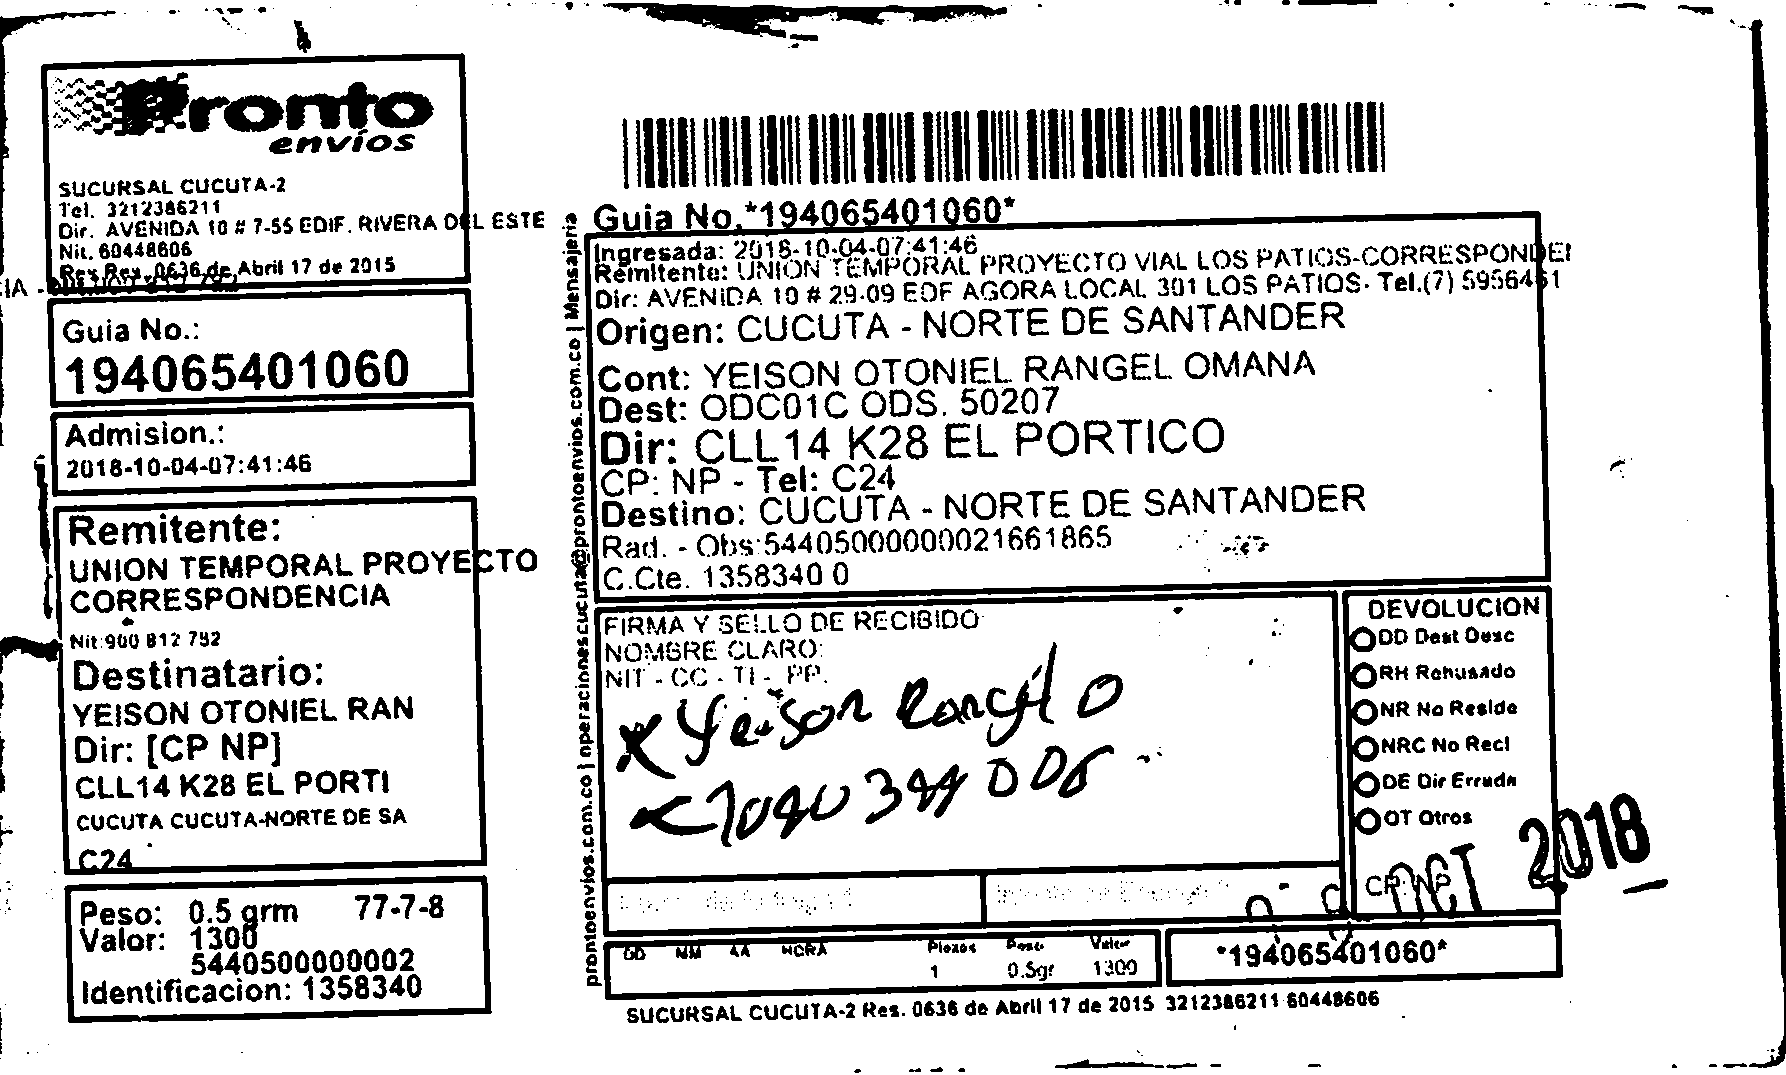 Pronto
envíos
SUCURSAL CUCUTA-2
Tel. 3212386211
Dir. AVENIDA 10 # 7-55 EDIF. RIVERA DEL ESTE
Nit. 60448606
Res. 0636 de Abril 17 de 2015
Guia No.:
194065401060
Admision.:
2018-10-04-07:41:46
Remitente:
UNION TEMPORAL PROYECTO
CORRESPONDENCIA
Nit:900 812 782
Destinatario:
YEISON OTONIEL RAN
Dir: [CP NP]
CLL14 K28 EL PORTI
CUCUTA CUCUTA-NORTE DE SA
C24
Peso: 0.5 grm 77-7-8
Valor: 1300
5440500000002
Identificacion: 1358340
prontoenvios.com.co | operacionescucuta@prontoenvios.com.co | Mensajeria
Guia No.*194065401060*
Ingresada: 2018-10-04-07:41:46
Remitente: UNION TEMPORAL PROYECTO VIAL LOS PATIOS-CORRESPONDEI
Dir: AVENIDA 10 # 29-09 EDF AGORA LOCAL 301 LOS PATIOS- Tel.(7) 5956461
Origen: CUCUTA - NORTE DE SANTANDER
Cont: YEISON OTONIEL RANGEL OMANA
Dest: ODC01C ODS. 50207
Dir: CLL14 K28 EL PORTICO
CP: NP - Tel: C24
Destino: CUCUTA - NORTE DE SANTANDER
Rad. - Obs:544050000000021661865
C.Cte. 1358340 0
FIRMA Y SELLO DE RECIBIDO
NOMBRE CLARO:
NIT - CC - TI - PP.
Yeison Rangel O
DEVOLUCION
DD Dest Desc
RH Rehusado
NR No Reside
NRC No Recl
DE Dir Errada
OT Otros
CP: NP
OCT 2018
DD MM AA HORA Piezas Peso Valor
1 0.5gr 1300
*194065401060*
SUCURSAL CUCUTA-2 Res. 0636 de Abril 17 de 2015 3212386211 60448606